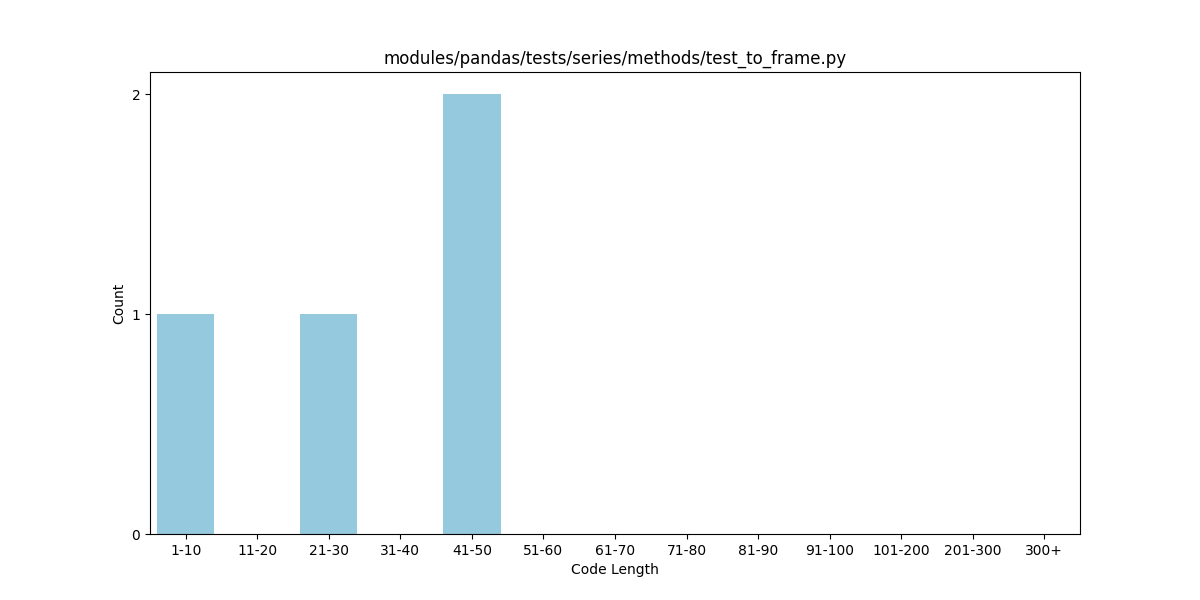 modules/pandas/tests/series/methods/test_to_frame.py
Count
2
1
0
1-10 11-20 21-30 31-40 41-50 51-60 61-70 71-80 81-90 91-100 101-200 201-300 300+
Code Length